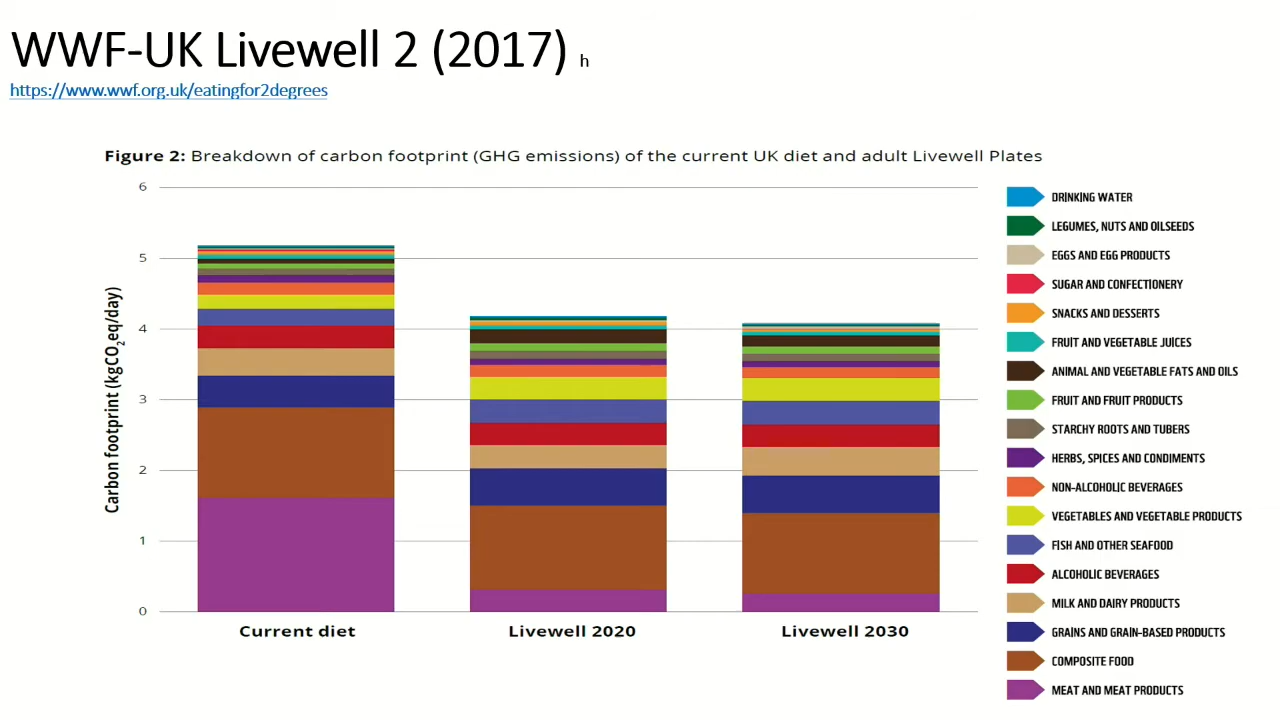 WWF-UK Livewell 2 (2017) h
https://www.wwf.org.uk/eatingfor2degrees
Figure 2: Breakdown of carbon footprint (GHG emissions) of the current UK diet and adult Livewell Plates
Carbon footprint (kgCO2eq/day)
6
5
4
3
2
1
0
Current diet
Livewell 2020
Livewell 2030
DRINKING WATER
LEGUMES, NUTS AND OILSEEDS
EGGS AND EGG PRODUCTS
SUGAR AND CONFECTIONERY
SNACKS AND DESSERTS
FRUIT AND VEGETABLE JUICES
ANIMAL AND VEGETABLE FATS AND OILS
FRUIT AND FRUIT PRODUCTS
STARCHY ROOTS AND TUBERS
HERBS, SPICES AND CONDIMENTS
NON-ALCOHOLIC BEVERAGES
VEGETABLES AND VEGETABLE PRODUCTS
FISH AND OTHER SEAFOOD
ALCOHOLIC BEVERAGES
MILK AND DAIRY PRODUCTS
GRAINS AND GRAIN-BASED PRODUCTS
COMPOSITE FOOD
MEAT AND MEAT PRODUCTS